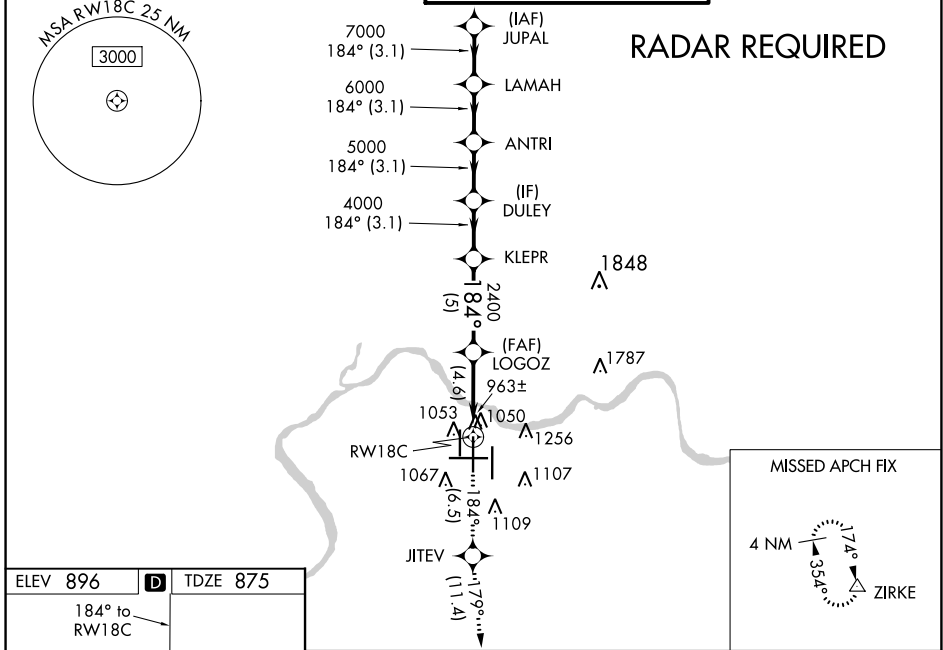 MSA RW18C 25 NM
3000
(IAF)
JUPAL
RADAR REQUIRED
7000
184° (3.1)
LAMAH
6000
184° (3.1)
ANTRI
5000
184° (3.1)
(IF)
DULEY
4000
184° (3.1)
KLEPR
1848
2400
184°
(5)
(FAF)
LOGOZ
1787
(4.6)
963±
1053
1050
1256
RW18C
1067
1107
(6.5)
184°
1109
JITEV
179°
(11.4)
MISSED APCH FIX
4 NM
174°
354°
ZIRKE
ELEV 896 D TDZE 875
184° to
RW18C